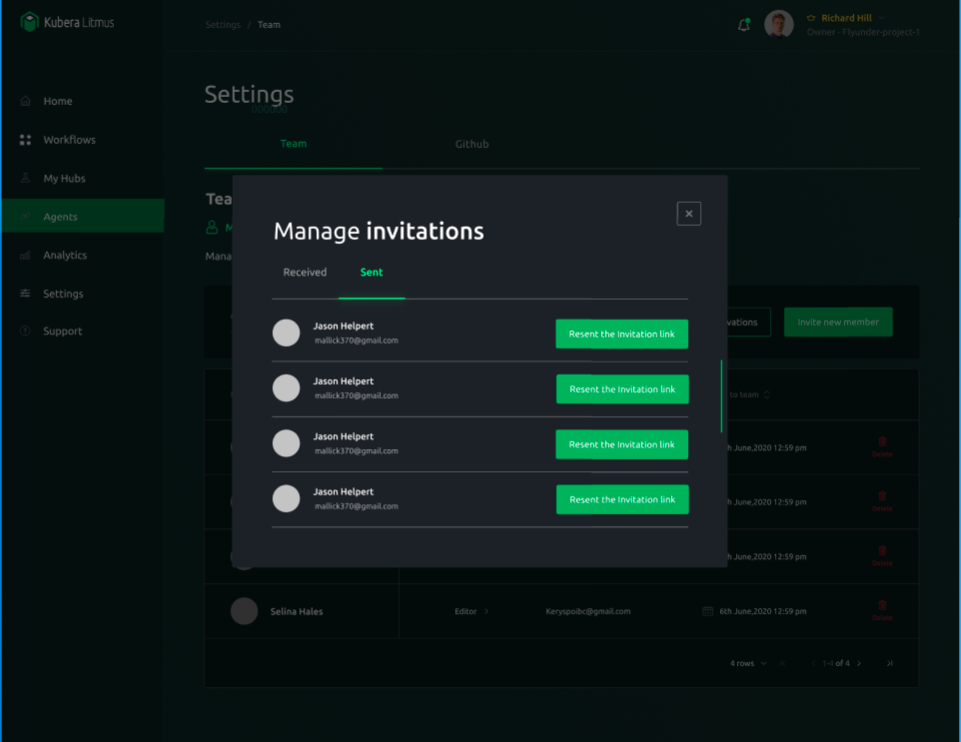 Kubera Litmus
Settings / Team
Richard Hill
Owner - Flyunder-project-1
Home
Workflows
My Hubs
Agents
Analytics
Settings
Support
Settings
Team
Github
Tea
M
Mana
vations
Invite new member
to team
Manage invitations
Received
Sent
Jason Helpert
mallick370@gmail.com
Resent the Invitation link
Jason Helpert
mallick370@gmail.com
Resent the Invitation link
Jason Helpert
mallick370@gmail.com
Resent the Invitation link
Jason Helpert
mallick370@gmail.com
Resent the Invitation link
h June,2020 12:59 pm
Delete
h June,2020 12:59 pm
Delete
h June,2020 12:59 pm
Delete
Selina Hales
Editor
Keryspoibc@gmail.com
6th June,2020 12:59 pm
Delete
4 rows
1-4 of 4